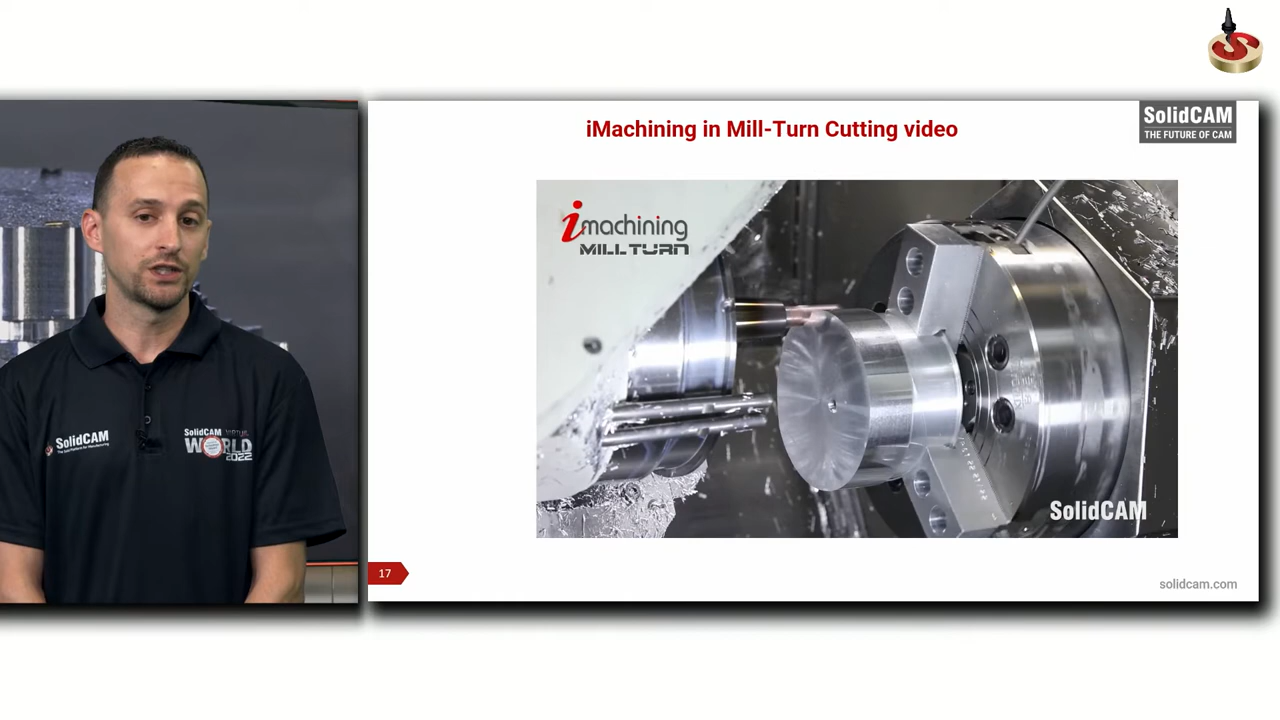 SolidCAM
SolidCAM
WORLD
2022
iMachining in Mill-Turn Cutting video
SolidCAM
THE FUTURE OF CAM
imachining
MILLTURN
SolidCAM
17
solidcam.com